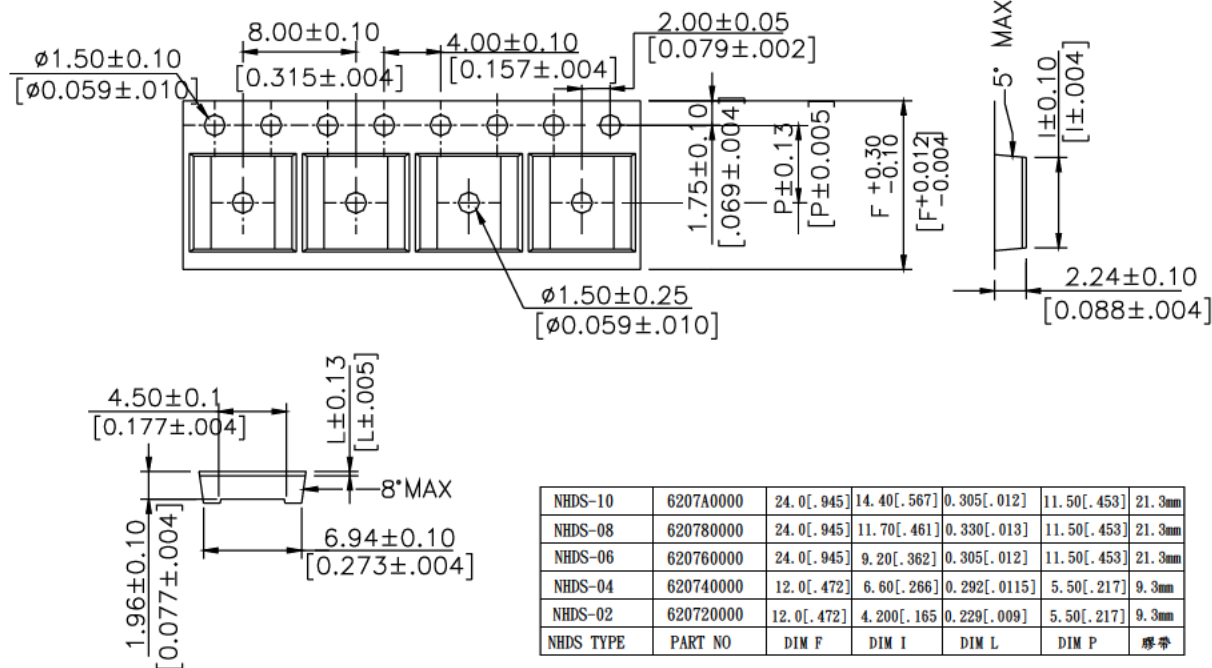 8.00±0.10
[0.315±.004]
4.00±0.10
[0.157±.004]
2.00±0.05
[0.079±.002]
ø1.50±0.10
[ø0.059±.010]
1.75±0.10
[.069±.004]
P±0.13
[P±0.005]
F +0.30 -0.10
[F+0.012 -0.004]
5° MAX
I±0.10
[I±.004]
2.24±0.10
[0.088±.004]
ø1.50±0.25
[ø0.059±.010]
4.50±0.1
[0.177±.004]
L±0.13
[L±.005]
8°MAX
1.96±0.10
[0.077±.004]
6.94±0.10
[0.273±.004]
NHDS-10 6207A0000 24.0[.945] 14.40[.567] 0.305[.012] 11.50[.453] 21.3mm
NHDS-08 620780000 24.0[.945] 11.70[.461] 0.330[.013] 11.50[.453] 21.3mm
NHDS-06 620760000 24.0[.945] 9.20[.362] 0.305[.012] 11.50[.453] 21.3mm
NHDS-04 620740000 12.0[.472] 6.60[.266] 0.292[.0115] 5.50[.217] 9.3mm
NHDS-02 620720000 12.0[.472] 4.200[.165 0.229[.009] 5.50[.217] 9.3mm
NHDS TYPE PART NO DIM F DIM I DIM L DIM P 膠帶